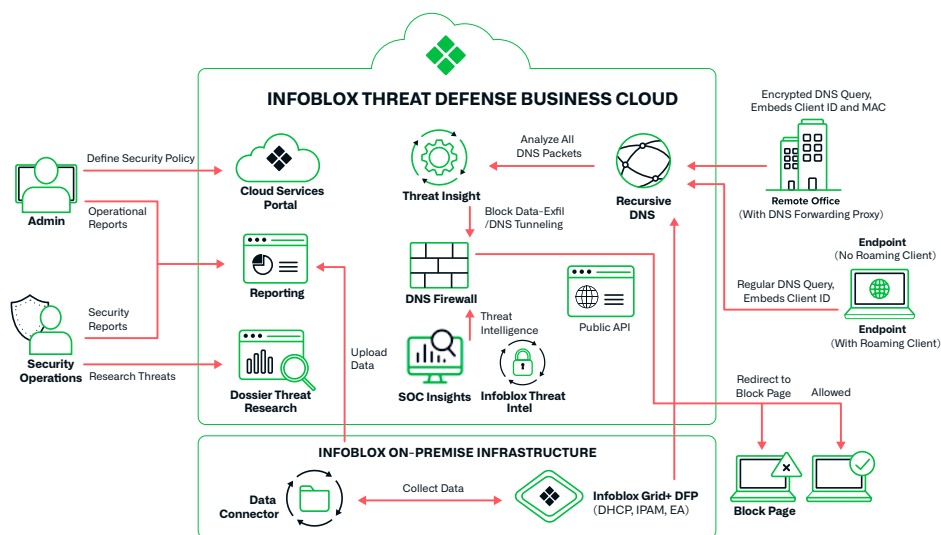 INFOBLOX THREAT DEFENSE BUSINESS CLOUD
Encrypted DNS Query,
Embeds Client ID and MAC
Define Security Policy
Admin
Operational
Reports
Cloud Services
Portal
Threat Insight
Analyze All
DNS Packets
Recursive
DNS
Remote Office
(With DNS Forwarding Proxy)
Block Data-Exfil
/DNS Tunneling
Endpoint
(No Roaming Client)
Reporting
DNS Firewall
Regular DNS Query,
Embeds Client ID
Endpoint
(With Roaming Client)
Security
Reports
Threat
Intelligence
Public API
Security
Operations
Research Threats
Upload
Data
Dossier Threat
Research
SOC Insights
Infoblox Threat
Intel
Redirect to
Block Page
Allowed
INFOBLOX ON-PREMISE INFRASTRUCTURE
Data
Connector
Collect Data
Infoblox Grid+ DFP
(DHCP, IPAM, EA)
Block Page